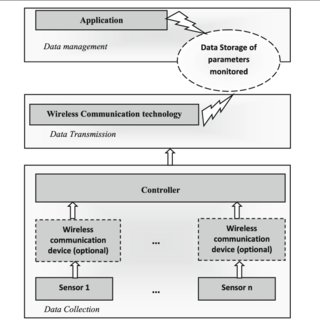 Application
Data management
Data Storage of
parameters
monitored
Wireless Communication technology
Data Transmission
Controller
Wireless
communication
device (optional)
...
Wireless
communication
device (optional)
Sensor 1
...
Sensor n
Data Collection